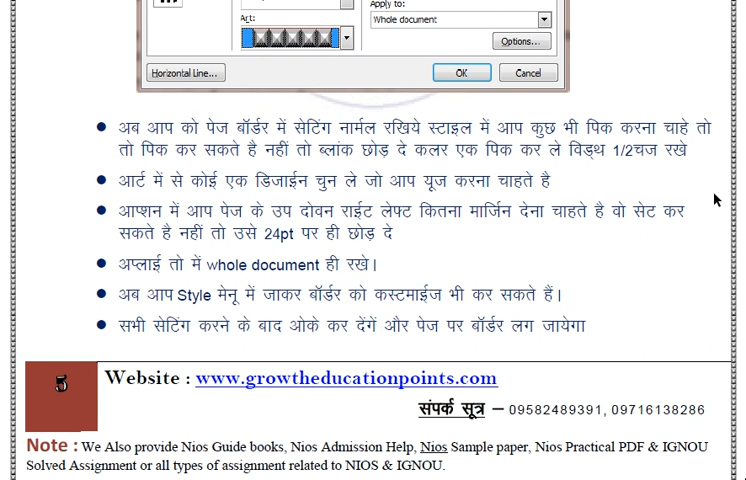 Apply to:
Art:
Whole document
Options...
Horizontal Line...
OK
Cancel
अब आप को पेज बॉर्डर में सेटिंग नार्मल रखिये स्टाइल में आप कुछ भी पिक करना चाहे तो
तो पिक कर सकते है नहीं तो ब्लांक छोड़ दे कलर एक पिक कर ले विड्थ 1/2चज रखे
आर्ट में से कोई एक डिजाईन चुन ले जो आप यूज करना चाहते है
आप्शन में आप पेज के उप दोवन राईट लेफ्ट कितना मार्जिन देना चाहते है वो सेट कर
सकते है नहीं तो उसे 24pt पर ही छोड़ दे
अप्लाई तो में whole document ही रखे।
अब आप Style मेनू में जाकर बॉर्डर को कस्टमाईज भी कर सकते हैं।
सभी सेटिंग करने के बाद ओके कर देंगें और पेज पर बॉर्डर लग जायेगा
5
Website : www.growtheducationpoints.com
संपर्क सूत्र – 09582489391, 09716138286
Note : We Also provide Nios Guide books, Nios Admission Help, Nios Sample paper, Nios Practical PDF & IGNOU
Solved Assignment or all types of assignment related to NIOS & IGNOU.